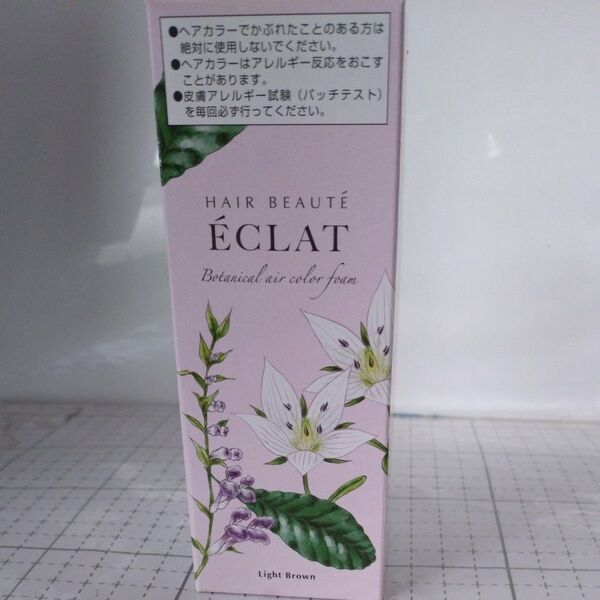 ●ヘアカラーでかぶれたことのある方は
絶対に使用しないでください。
●ヘアカラーはアレルギー反応をおこす
ことがあります。
●皮膚アレルギー試験（パッチテスト）
を毎回必ず行ってください。
HAIR BEAUTÉ
ÉCLAT
Botanical air color foam
Light Brown